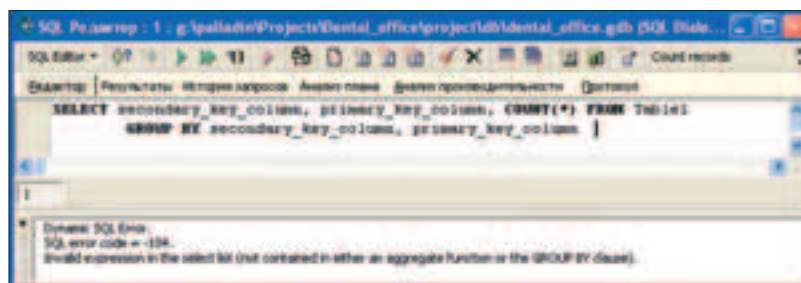 SQL Редактор : 1 : g:\palladin\Projects\Dental_office\project\db\dental_office.gdb (SQL Diale...
SQL Editor Count records
Редактор Результаты История запросов Анализ плана Анализ производительности Протокол
SELECT secondary_key_column, primary_key_column, COUNT(*) FROM Table1
GROUP BY seccondary_key_column, primary_key_column
1
Dynamic SQL Error.
SQL error code = -104.
Invalid expression in the select list (not contained in either an aggregate function or the GROUP BY clause).